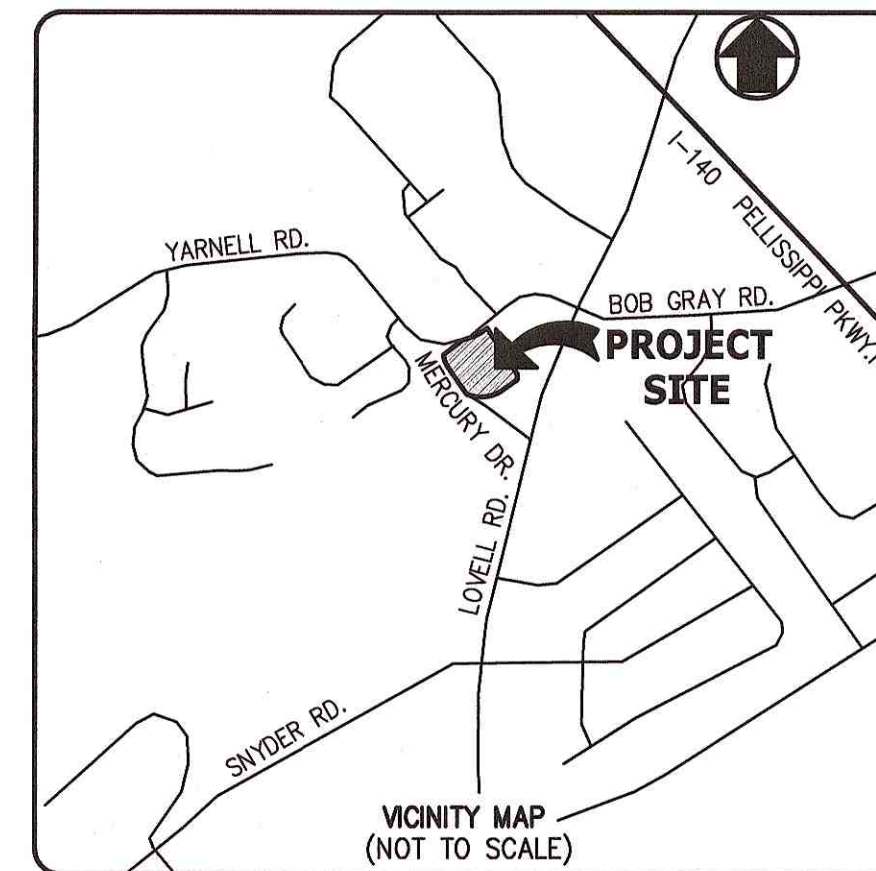 I-140 PELLISSIPPI PKWY.
YARNELL RD.
BOB GRAY RD.
PROJECT
SITE
MERCURY DR.
LOVELL RD.
SNYDER RD.
VICINITY MAP
(NOT TO SCALE)